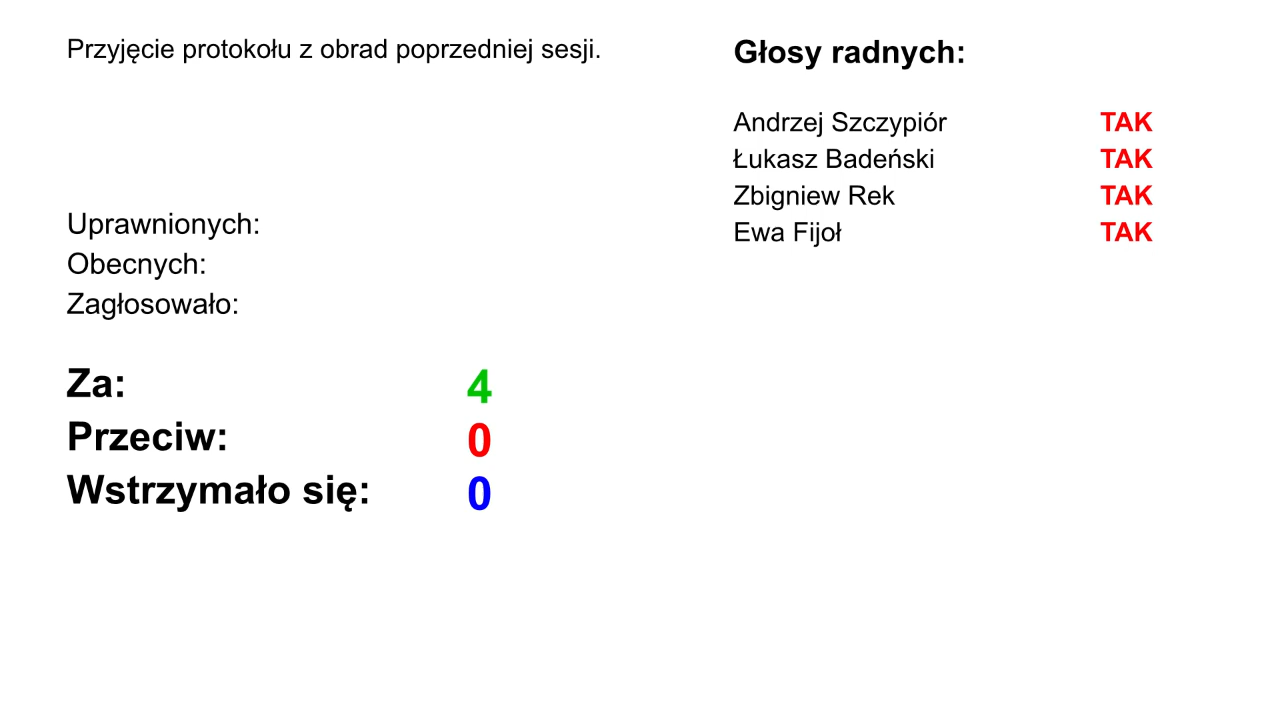 Przyjęcie protokołu z obrad poprzedniej sesji.
Uprawnionych:
Obecnych:
Zagłosowało:
Za: 4
Przeciw: 0
Wstrzymało się: 0
Głosy radnych:
Andrzej Szczypiór TAK
Łukasz Badeński TAK
Zbigniew Rek TAK
Ewa Fijoł TAK